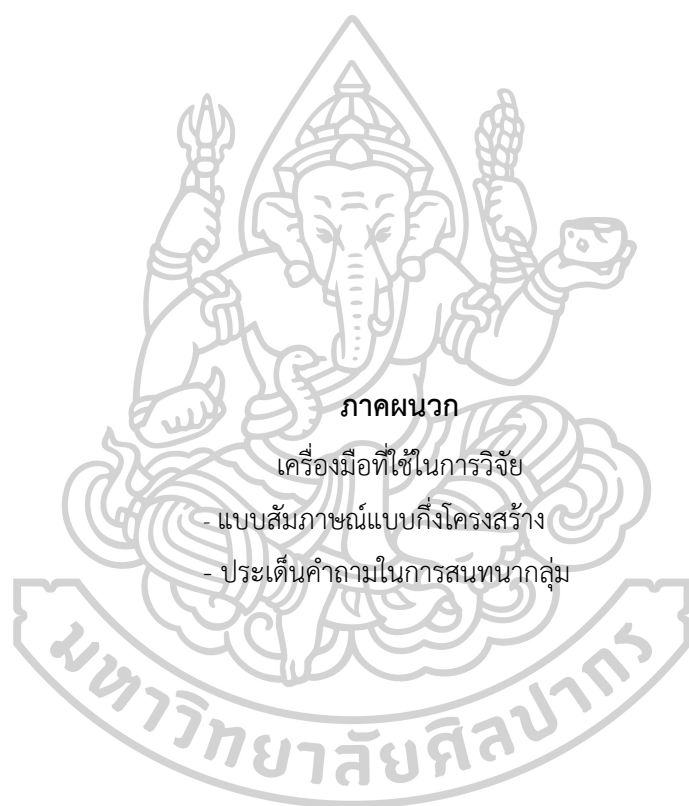 ภาคผนวก
เครื่องมือที่ใช้ในการวิจัย
- แบบสัมภาษณ์แบบกึ่งโครงสร้าง
- ประเด็นคำถามในการสนทนากลุ่ม
มหาวิทยาลัยศิลปากร